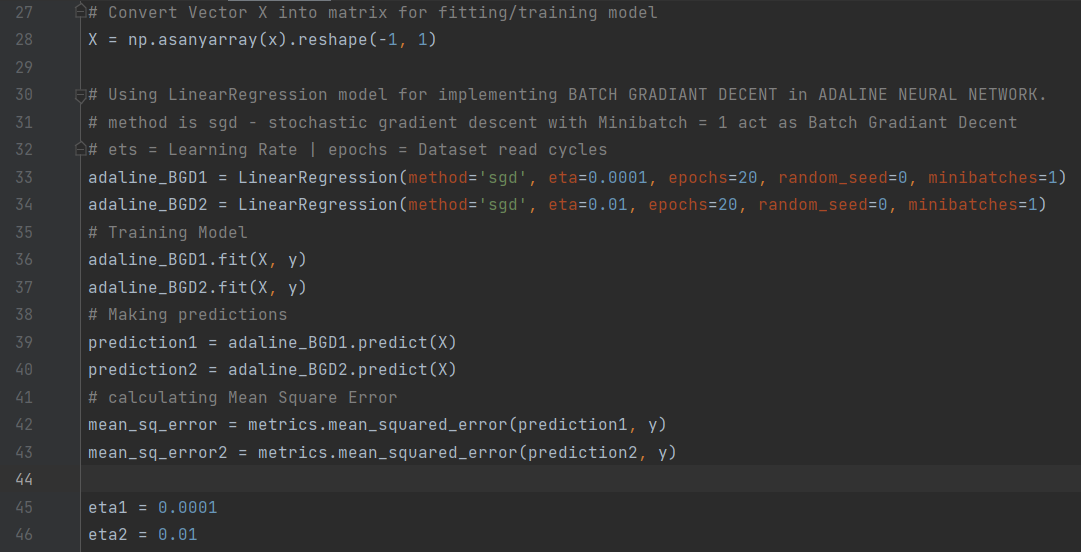 27 # Convert Vector X into matrix for fitting/training model
28 X = np.asanyarray(x).reshape(-1, 1)
29
30 # Using LinearRegression model for implementing BATCH GRADIANT DECENT in ADALINE NEURAL NETWORK.
31 # method is sgd - stochastic gradient descent with Minibatch = 1 act as Batch Gradiant Decent
32 # ets = Learning Rate | epochs = Dataset read cycles
33 adaline_BGD1 = LinearRegression(method='sgd', eta=0.0001, epochs=20, random_seed=0, minibatches=1)
34 adaline_BGD2 = LinearRegression(method='sgd', eta=0.01, epochs=20, random_seed=0, minibatches=1)
35 # Training Model
36 adaline_BGD1.fit(X, y)
37 adaline_BGD2.fit(X, y)
38 # Making predictions
39 prediction1 = adaline_BGD1.predict(X)
40 prediction2 = adaline_BGD2.predict(X)
41 # calculating Mean Square Error
42 mean_sq_error = metrics.mean_squared_error(prediction1, y)
43 mean_sq_error2 = metrics.mean_squared_error(prediction2, y)
44
45 eta1 = 0.0001
46 eta2 = 0.01